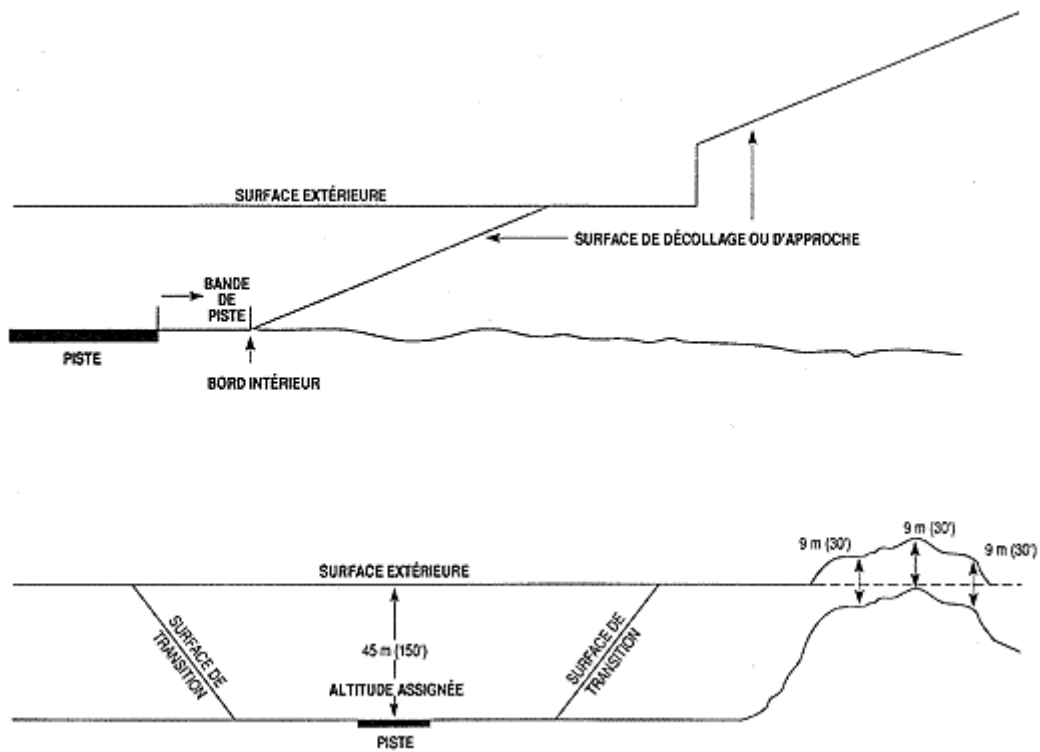 SURFACE EXTÉRIEURE
SURFACE DE DÉCOLLAGE OU D'APPROCHE
BANDE
DE
PISTE
PISTE
BORD INTÉRIEUR
9 m (30')
9 m (30')
9 m (30')
SURFACE EXTÉRIEURE
SURFACE DE
TRANSITION
45 m (150')
SURFACE DE
TRANSITION
ALTITUDE ASSIGNÉE
PISTE